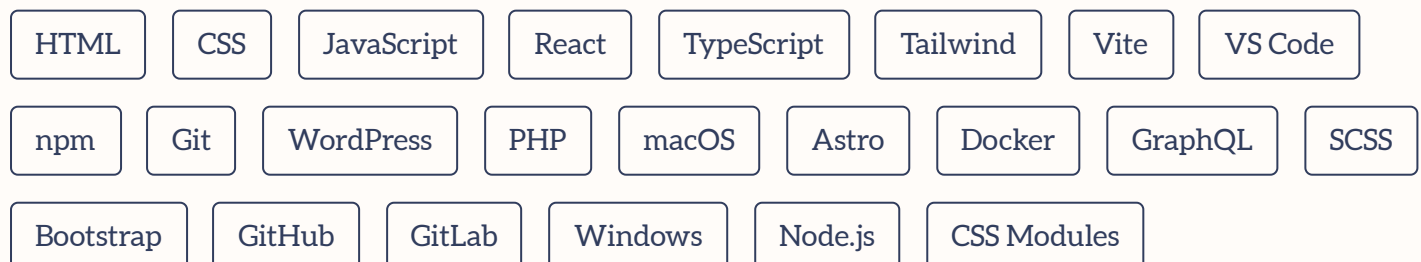 HTML CSS JavaScript React TypeScript Tailwind Vite VS Code
npm Git WordPress PHP macOS Astro Docker GraphQL SCSS
Bootstrap GitHub GitLab Windows Node.js CSS Modules